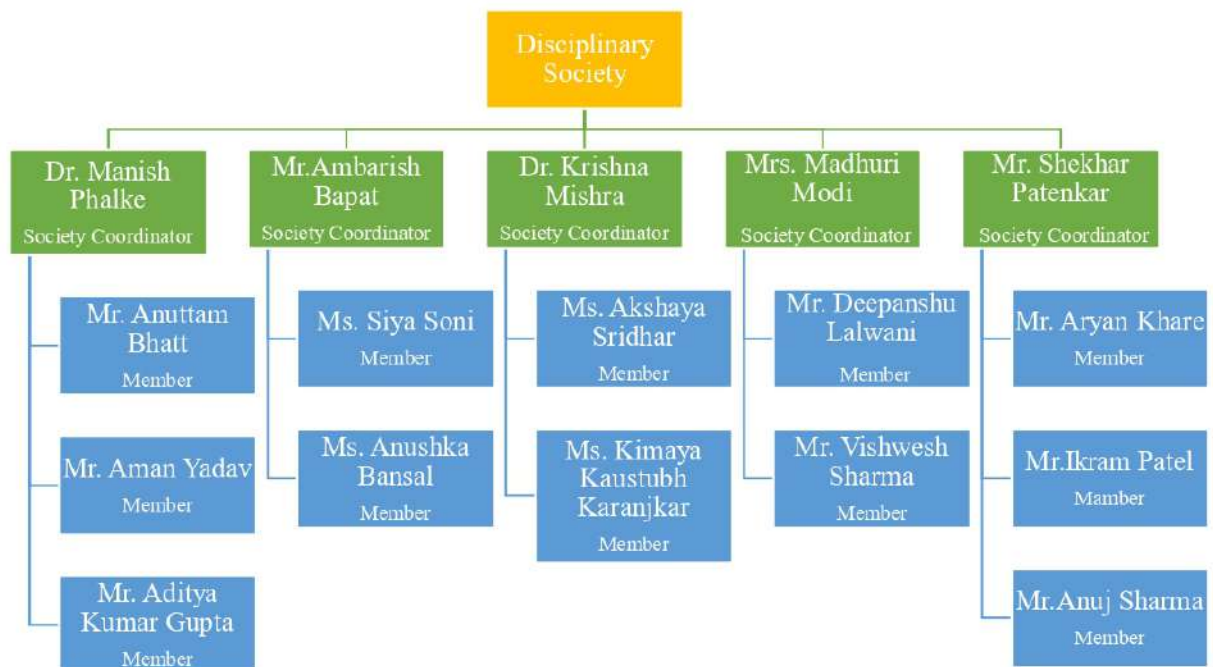 Disciplinary
Society
Dr. Manish
Phalke
Society Coordinator
Mr. Anuttam
Bhatt
Member
Mr. Aman Yadav
Member
Mr. Aditya
Kumar Gupta
Member
Mr.Ambarish
Bapat
Society Coordinator
Ms. Siya Soni
Member
Ms. Anushka
Bansal
Member
Dr. Krishna
Mishra
Society Coordinator
Ms. Akshaya
Sridhar
Member
Ms. Kimaya
Kaustubh
Karanjkar
Member
Mrs. Madhuri
Modi
Society Coordinator
Mr. Deepanshu
Lalwani
Member
Mr. Vishwesh
Sharma
Member
Mr. Shekhar
Patenkar
Society Coordinator
Mr. Aryan Khare
Member
Mr.Ikram Patel
Mamber
Mr.Anuj Sharma
Member